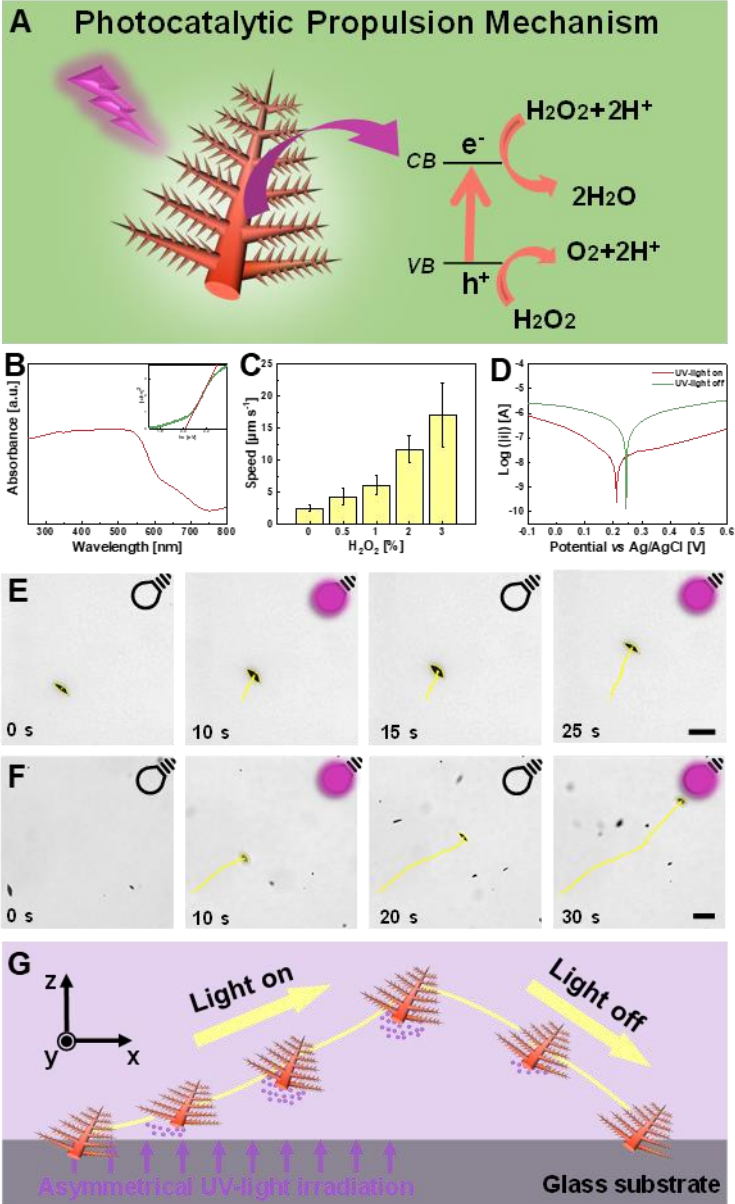 A Photocatalytic Propulsion Mechanism
H2O2+2H+
CB e-
2H2O
O2+2H+
VB h+
H2O2
B
Absorbance [a.u.]
300 400 500 600 700 800
Wavelength [nm]
C
Speed [µm s-1]
25
20
15
10
5
0
0 0.5 1 2 3
H2O2 [%]
D
Log (|i|) [A]
-4
-5
-6
-7
-8
-9
-10
UV-light on
UV-light off
-0.1 0.0 0.1 0.2 0.3 0.4 0.5 0.6
Potential vs Ag/AgCl [V]
E
0 s 10 s 15 s 25 s
F
0 s 10 s 20 s 30 s
G
z
y x
Light on
Light off
Asymmetrical UV-light irradiation
Glass substrate